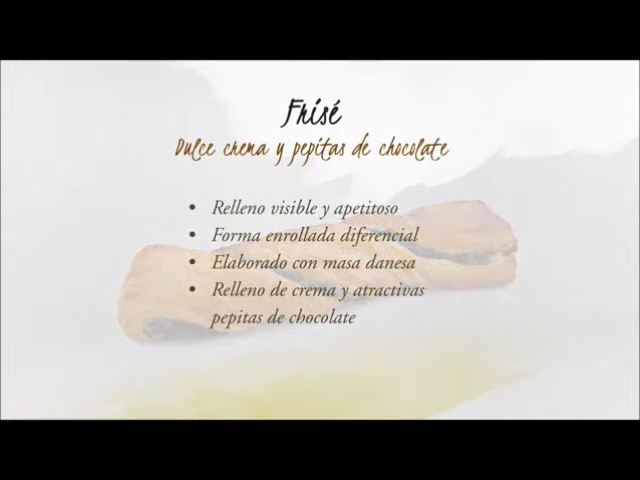 Frisé
Dulce crema y pepitas de chocolate
• Relleno visible y apetitoso
• Forma enrollada diferencial
• Elaborado con masa danesa
• Relleno de crema y atractivas
pepitas de chocolate